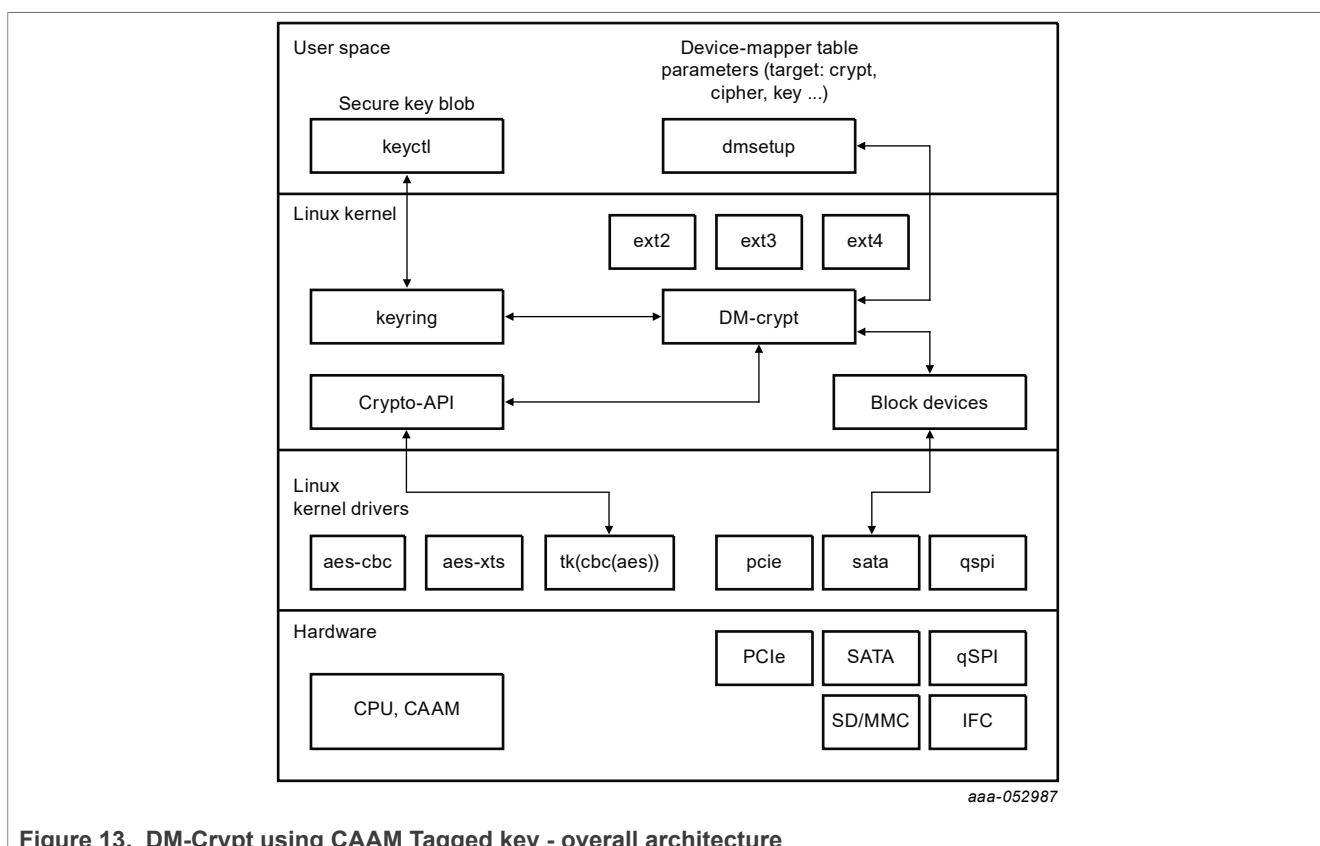 User space
Device-mapper table
parameters (target: crypt,
cipher, key ...)
Secure key blob
keyctl
dmsetup
Linux kernel
ext2
ext3
ext4
keyring
DM-crypt
Crypto-API
Block devices
Linux
kernel drivers
aes-cbc
aes-xts
tk(cbc(aes))
pcie
sata
qspi
Hardware
PCIe
SATA
qSPI
CPU, CAAM
SD/MMC
IFC
aaa-052987
Figure 13. DM-Crypt using CAAM Tagged key - overall architecture